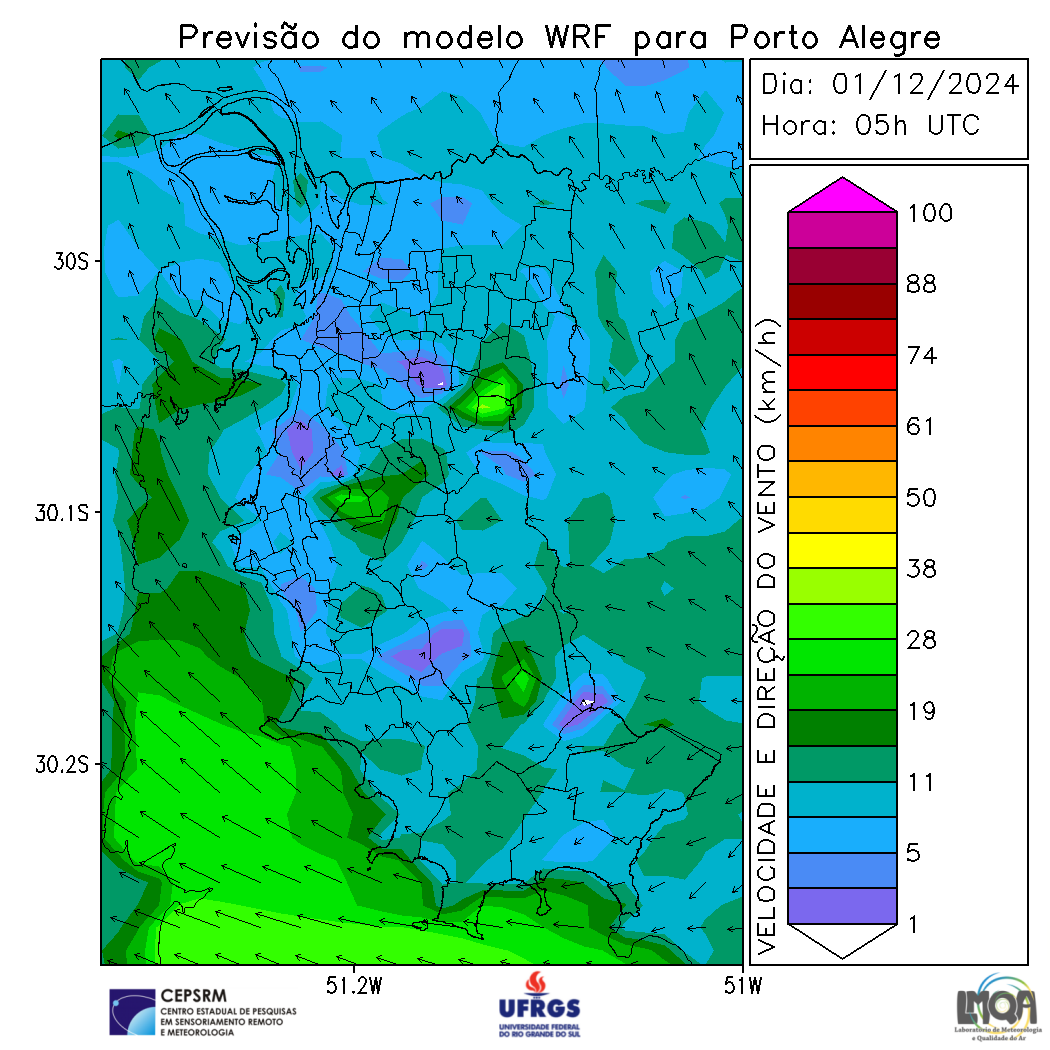 Previsão do modelo WRF para Porto Alegre
Dia: 01/12/2024
Hora: 05h UTC
30S
30.1S
30.2S
51.2W
51W
VELOCIDADE E DIREÇÃO DO VENTO (km/h)
100
88
74
61
50
38
28
19
11
5
1
CEPSRM
CENTRO ESTADUAL DE PESQUISAS
EM SENSORIAMENTO REMOTO
E METEOROLOGIA
UFRGS
UNIVERSIDADE FEDERAL
DO RIO GRANDE DO SUL
LMQA
Laboratório de Meteorologia
e Qualidade do Ar